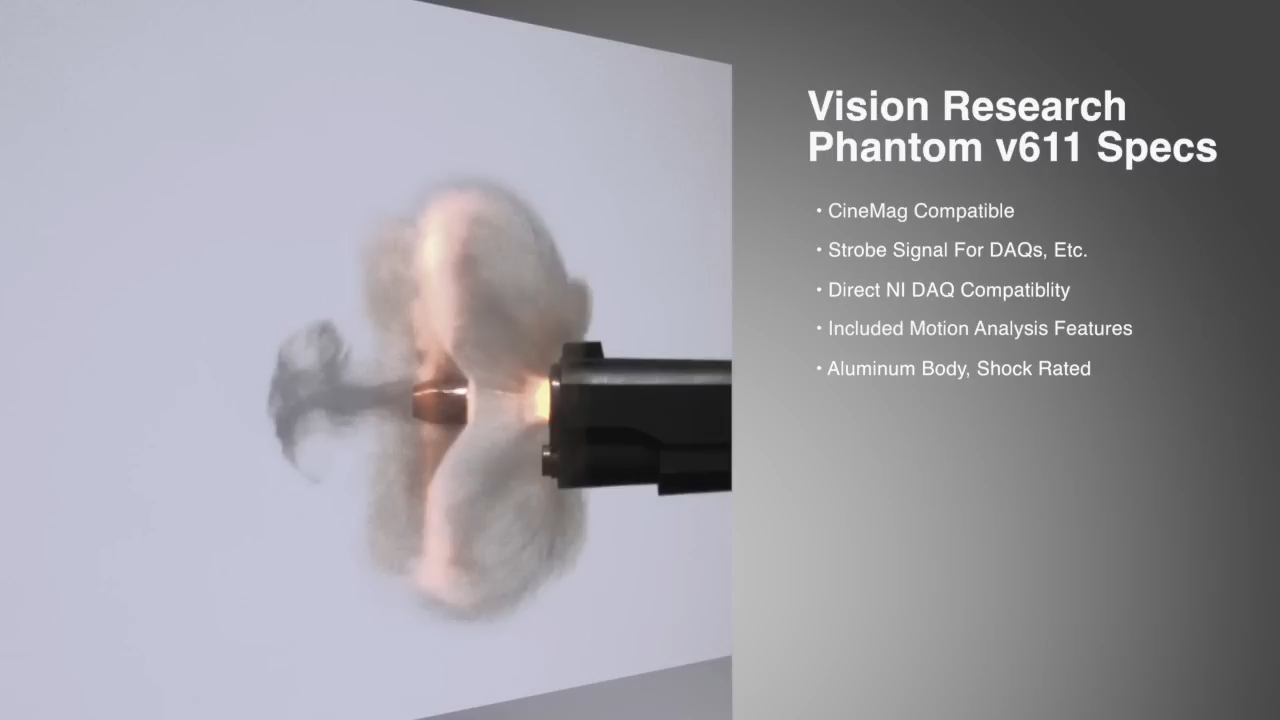 Vision Research
Phantom v611 Specs
• CineMag Compatible
• Strobe Signal For DAQs, Etc.
• Direct NI DAQ Compatiblity
• Included Motion Analysis Features
• Aluminum Body, Shock Rated